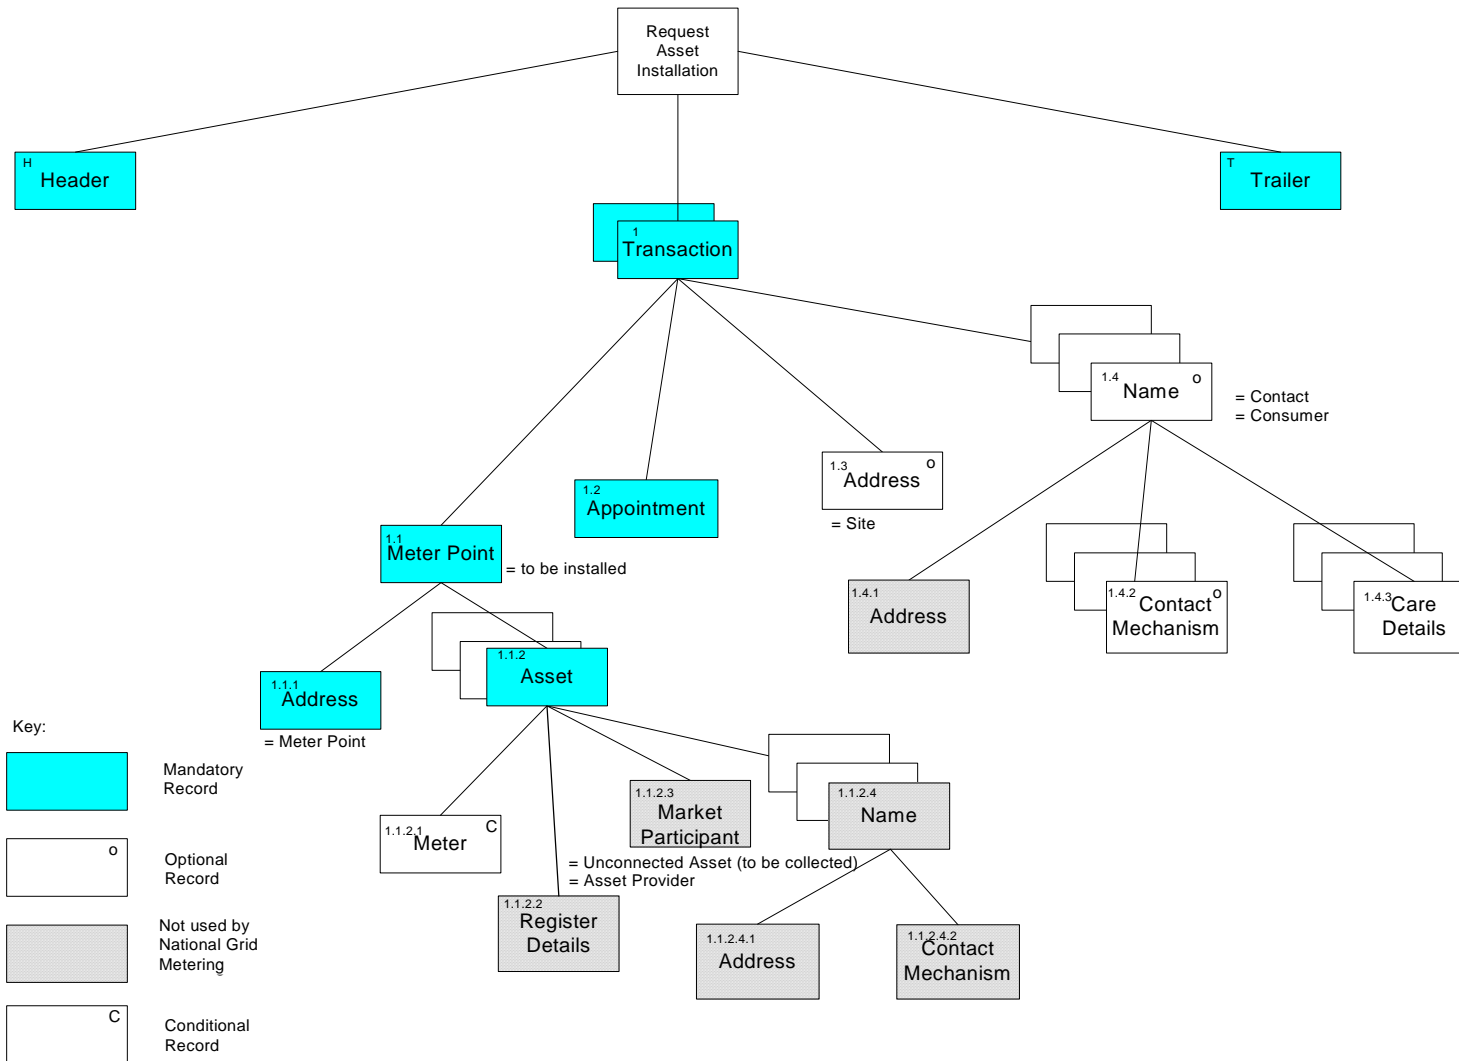 Request
Asset
Installation
H
Header
T
Trailer
1
Transaction
1.4
Name
o
= Contact
= Consumer
1.3
Address
o
= Site
1.2
Appointment
1.1
Meter Point
= to be installed
1.4.1
Address
1.4.2
Contact
o
Mechanism
1.4.3
Care
Details
1.1.2
Asset
1.1.1
Address
= Meter Point
Key:
Mandatory
Record
o
Optional
Record
Not used by
National Grid
Metering
C
Conditional
Record
1.1.2.1
Meter
C
1.1.2.3
Market
Participant
= Unconnected Asset (to be collected)
= Asset Provider
1.1.2.4
Name
1.1.2.2
Register
Details
1.1.2.4.1
Address
1.1.2.4.2
Contact
Mechanism